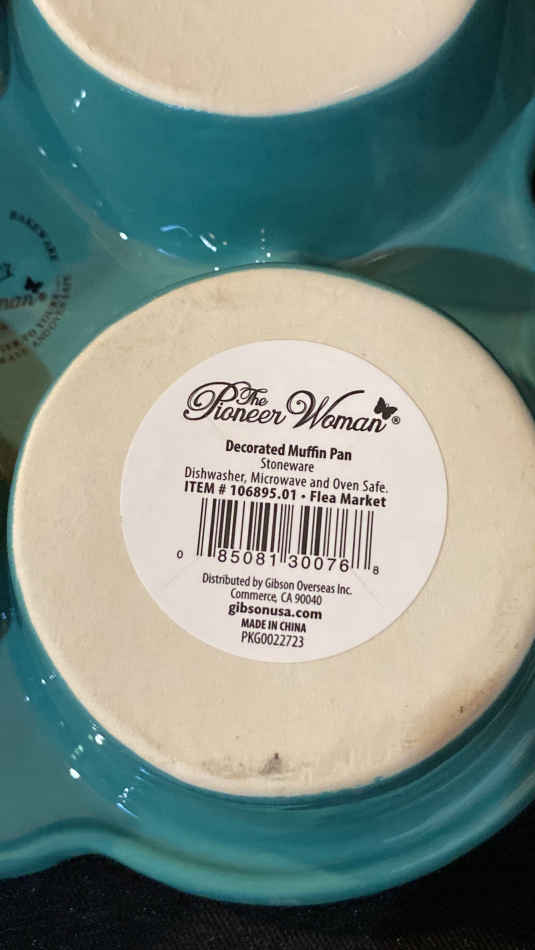 The
Pioneer Woman®
Decorated Muffin Pan
Stoneware
Dishwasher, Microwave and Oven Safe.
ITEM # 106895.01 • Flea Market
0 85081 30076 8
Distributed by Gibson Overseas Inc.
Commerce, CA 90040
gibsonusa.com
MADE IN CHINA
PKG0022723
BAKEWARE